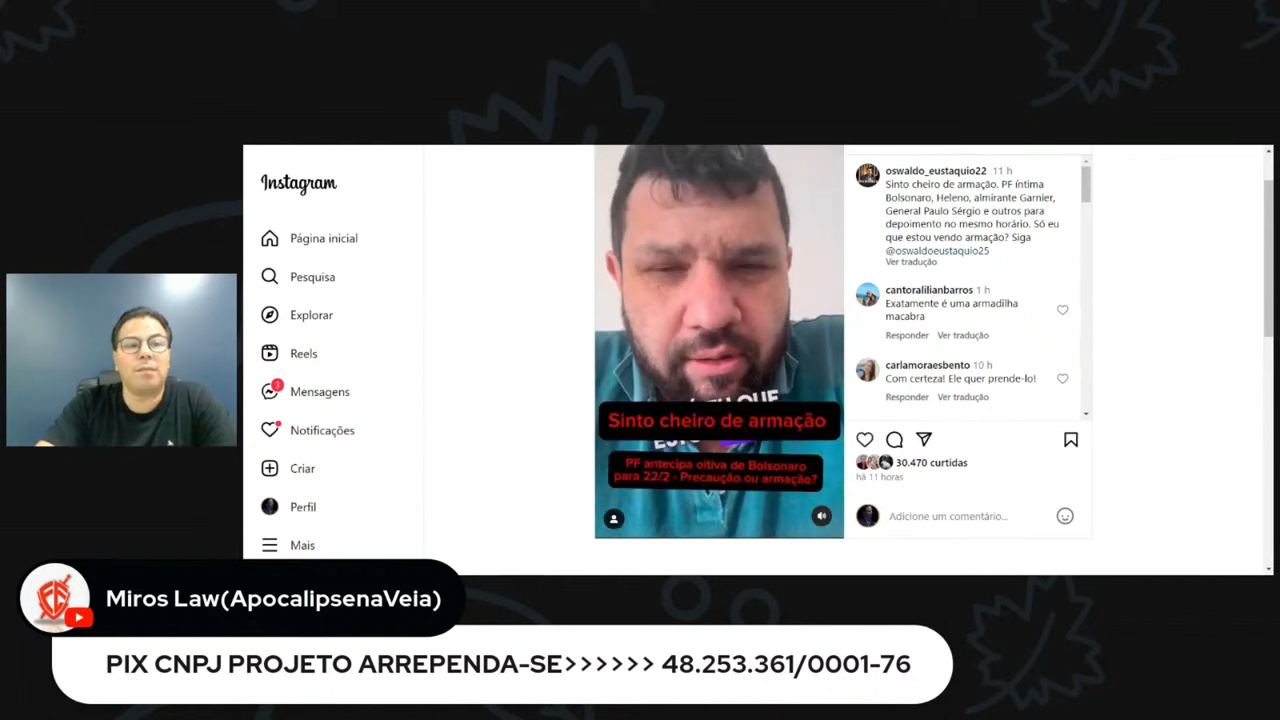 Instagram
Página inicial
Pesquisa
Explorar
Reels
3
Mensagens
Notificações
Criar
Perfil
Mais
Sinto cheiro de armação
PF antecipa oitiva de Bolsonaro
para 22/2 - Precaução ou armação?
oswaldo_eustaquio22 11 h
Sinto cheiro de armação. PF íntima
Bolsonaro, Heleno, almirante Garnier,
General Paulo Sérgio e outros para
depoimento no mesmo horário. Só eu
que estou vendo armação? Siga
@oswaldoeustaquio25
Ver tradução
cantoralilianbarros 1 h
Exatamente é uma armadilha
macabra
Responder Ver tradução
carlamoraesbento 10 h
Com certeza! Ele quer prende-lo!
Responder Ver tradução
30.470 curtidas
há 11 horas
Adicione um comentário...
Miros Law(ApocalipsenaVeia)
PIX CNPJ PROJETO ARREPENDA-SE>>>>>> 48.253.361/0001-76